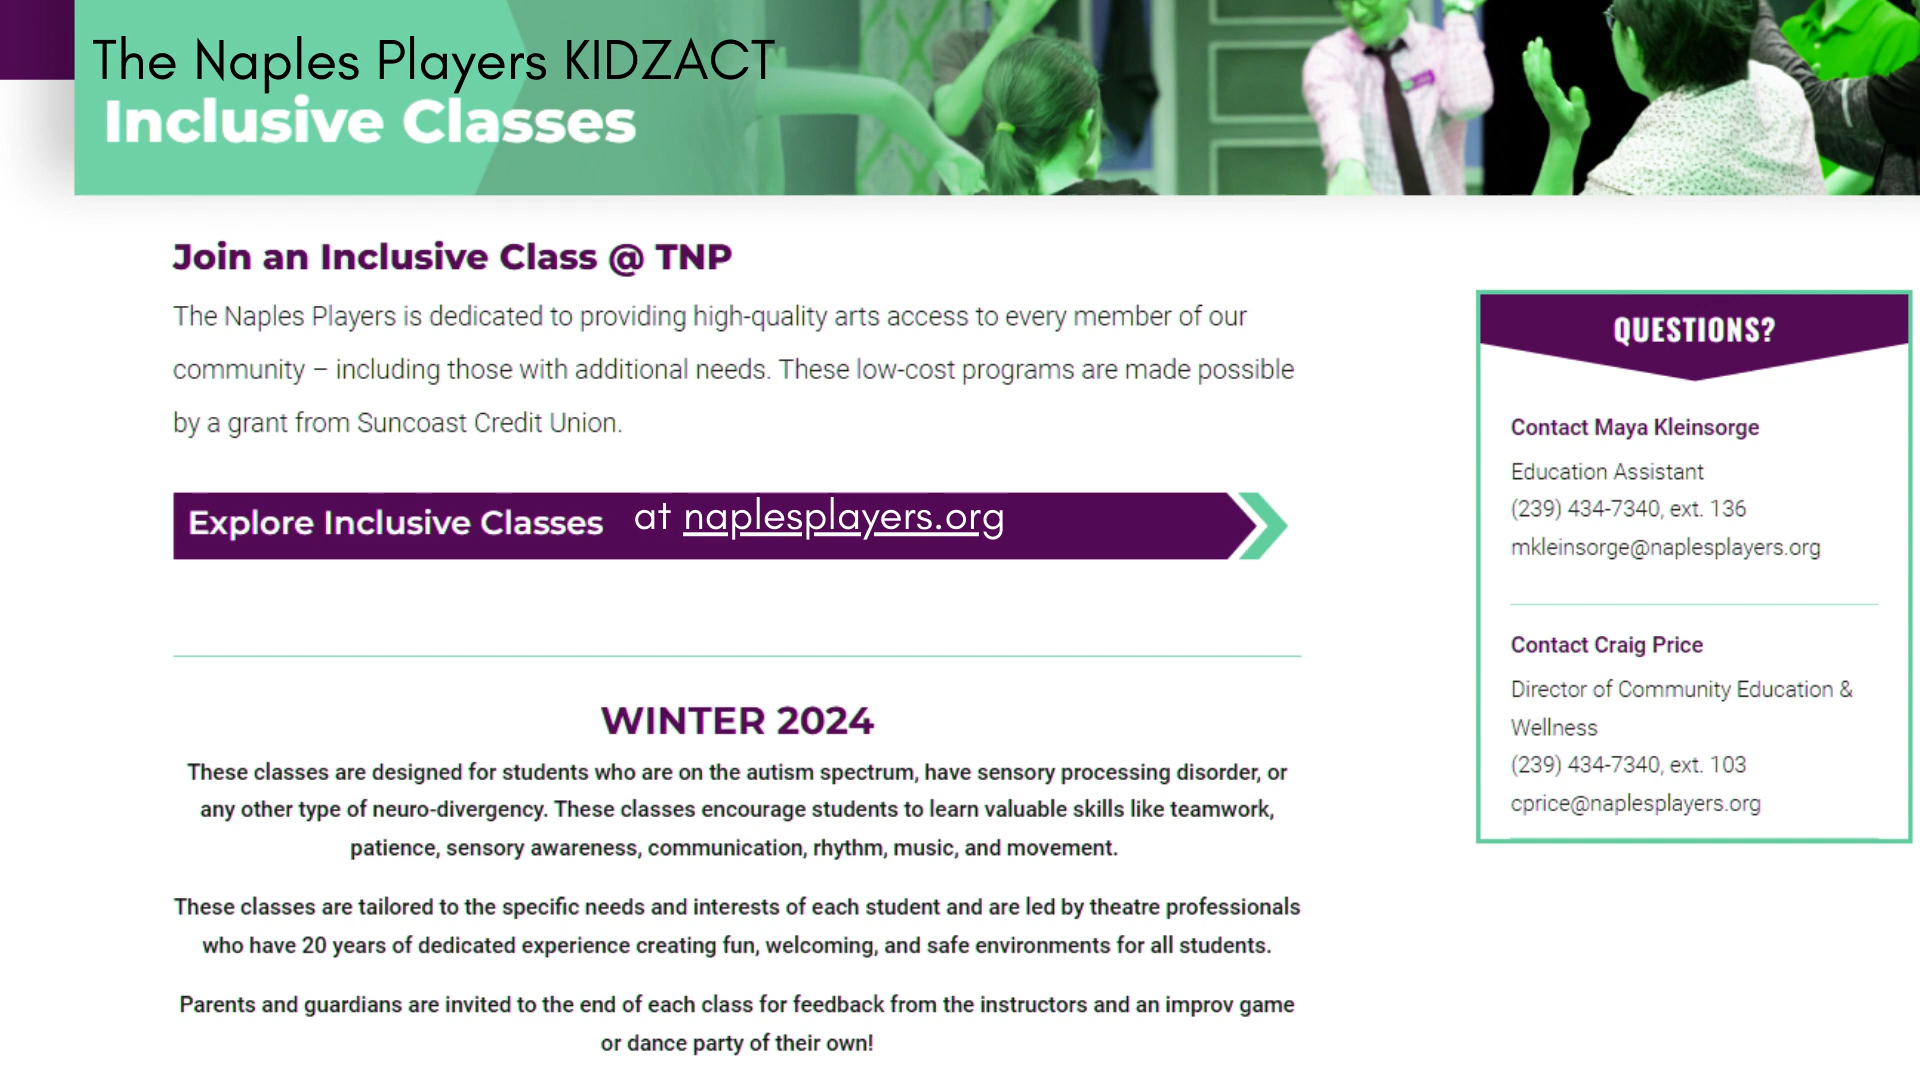 The Naples Players KIDZACT
Inclusive Classes
Join an Inclusive Class @ TNP
The Naples Players is dedicated to providing high-quality arts access to every member of our
community – including those with additional needs. These low-cost programs are made possible
by a grant from Suncoast Credit Union.
Explore Inclusive Classes at naplesplayers.org
WINTER 2024
These classes are designed for students who are on the autism spectrum, have sensory processing disorder, or
any other type of neuro-divergency. These classes encourage students to learn valuable skills like teamwork,
patience, sensory awareness, communication, rhythm, music, and movement.
These classes are tailored to the specific needs and interests of each student and are led by theatre professionals
who have 20 years of dedicated experience creating fun, welcoming, and safe environments for all students.
Parents and guardians are invited to the end of each class for feedback from the instructors and an improv game
or dance party of their own!
QUESTIONS?
Contact Maya Kleinsorge
Education Assistant
(239) 434-7340, ext. 136
mkleinsorge@naplesplayers.org
Contact Craig Price
Director of Community Education &
Wellness
(239) 434-7340, ext. 103
cprice@naplesplayers.org